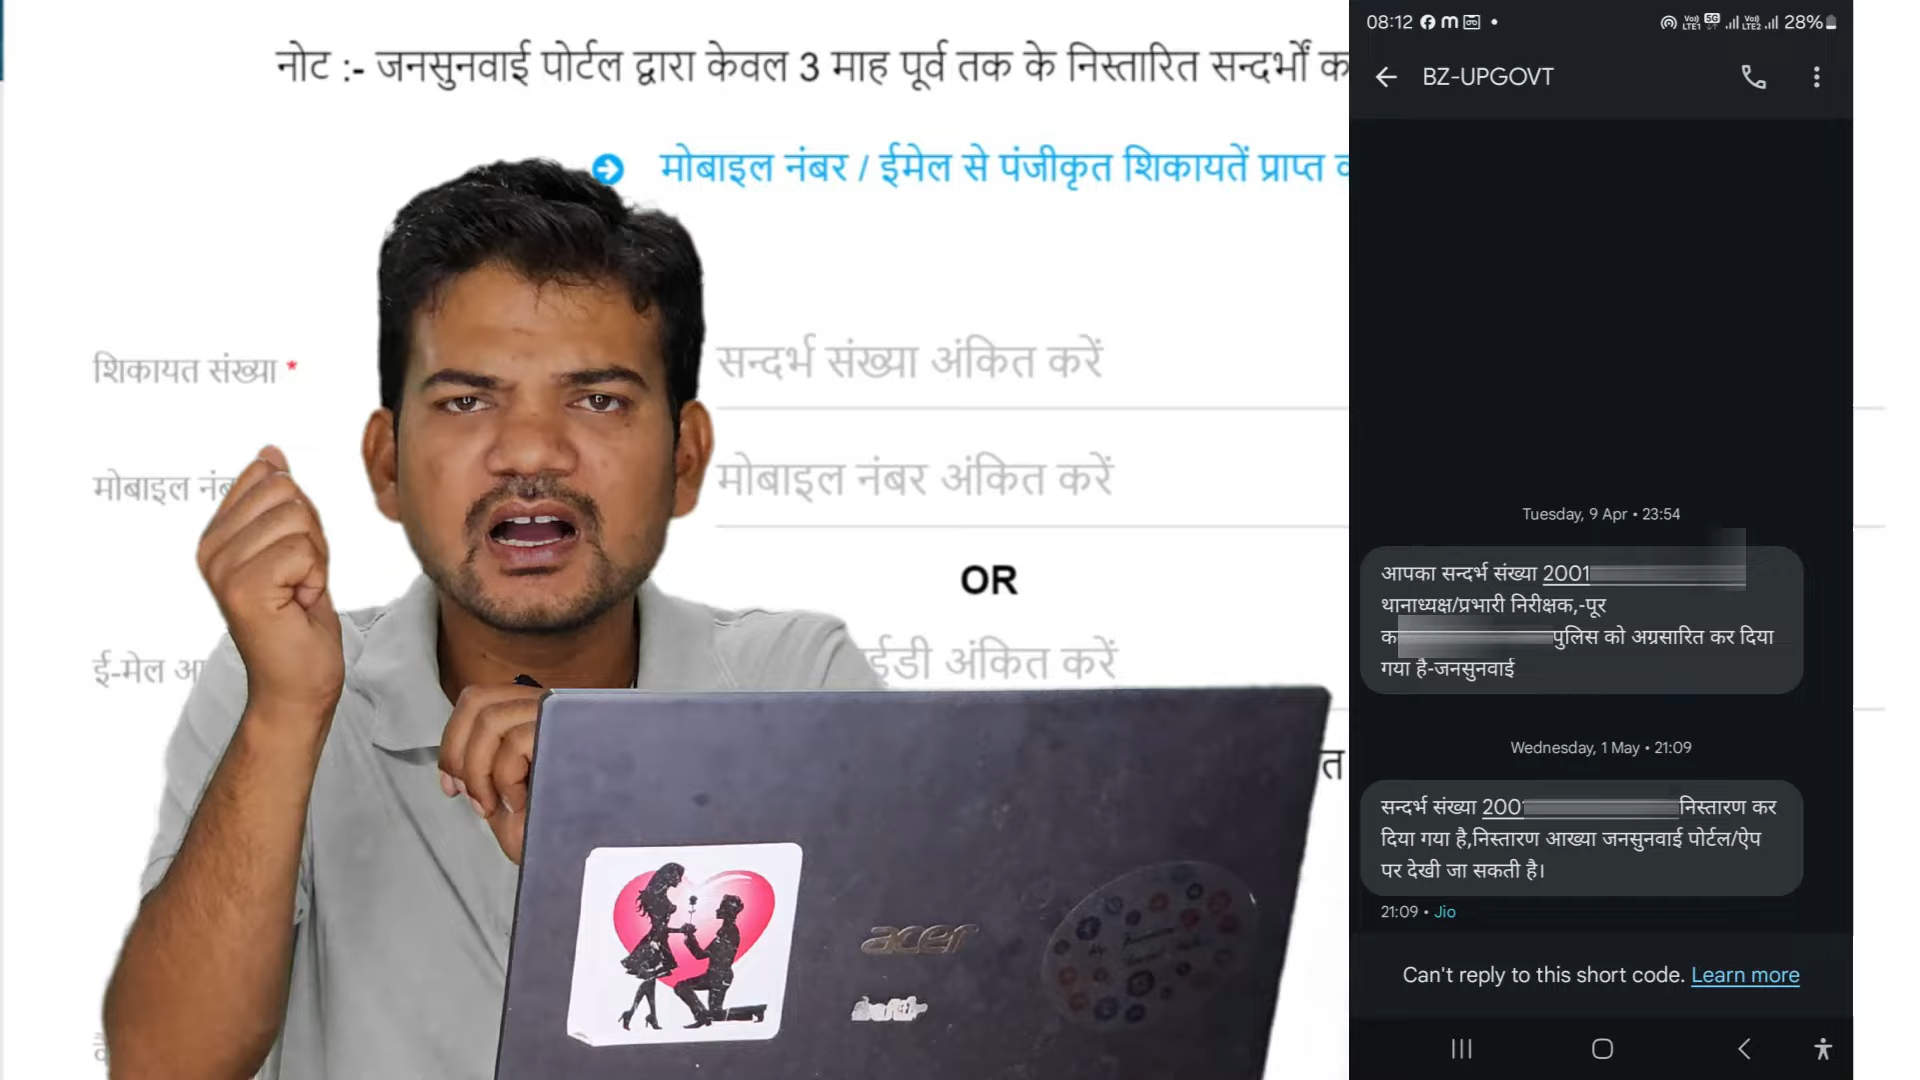 नोट :- जनसुनवाई पोर्टल द्वारा केवल 3 माह पूर्व तक के निस्तारित सन्दर्भों
मोबाइल नंबर / ईमेल से पंजीकृत शिकायतें प्राप्त
शिकायत संख्या *
सन्दर्भ संख्या अंकित करें
मोबाइल
मोबाइल नंबर अंकित करें
OR
ई-मेल
अंकित करें
acer
08:12
28%
BZ-UPGOVT
Tuesday, 9 Apr • 23:54
आपका सन्दर्भ संख्या 2001
थानाध्यक्ष/प्रभारी निरीक्षक,-पूर
पुलिस को अग्रसारित कर दिया
गया है-जनसुनवाई
Wednesday, 1 May • 21:09
सन्दर्भ संख्या 200 निस्तारण कर
दिया गया है,निस्तारण आख्या जनसुनवाई पोर्टल/ऐप
पर देखी जा सकती है।
21:09 • Jio
Can't reply to this short code. Learn more